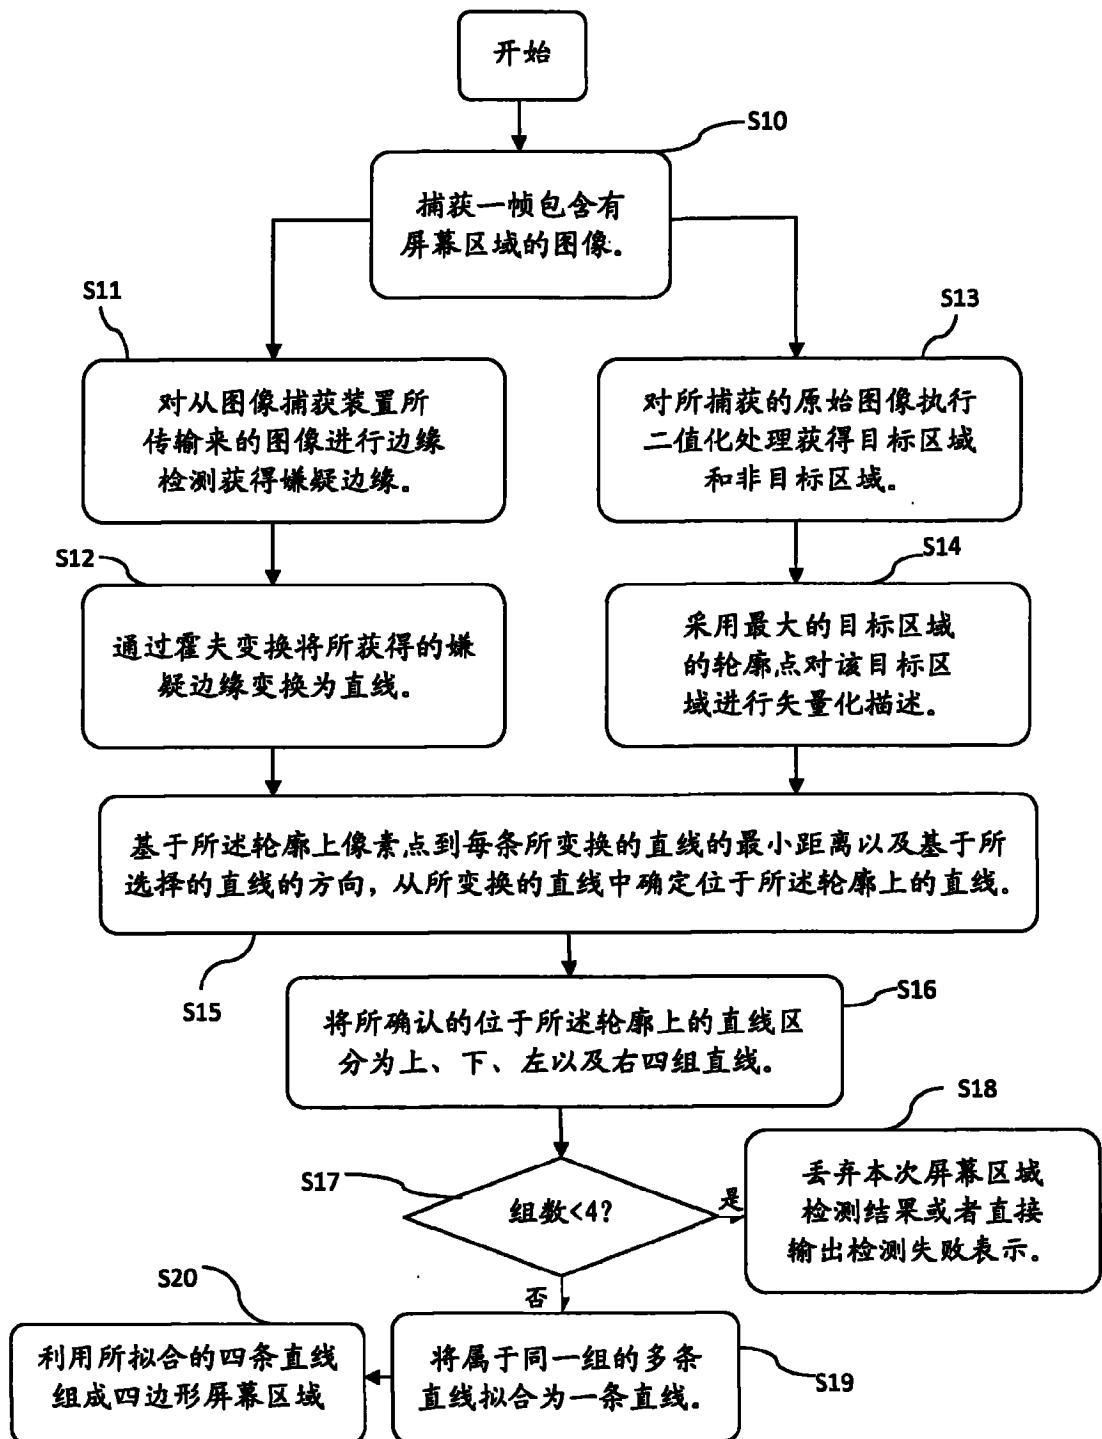 开始
S10
捕获一帧包含有
屏幕区域的图像。
S11
S13
对从图像捕获装置所
传输来的图像进行边缘
检测获得嫌疑边缘。
对所捕获的原始图像执行
二值化处理获得目标区域
和非目标区域。
S12
S14
通过霍夫变换将所获得的嫌
疑边缘变换为直线。
采用最大的目标区域
的轮廓点对该目标区
域进行矢量化描述。
基于所述轮廓上像素点到每条所变换的直线的最小距离以及基于所
选择的直线的方向，从所变换的直线中确定位于所述轮廓上的直线。
S15
S16
将所确认的位于所述轮廓上的直线区
分为上、下、左以及右四组直线。
S17
组数<4?
是
S18
丢弃本次屏幕区域
检测结果或者直接
输出检测失败表示。
否
S20
利用所拟合的四条直线
组成四边形屏幕区域
将属于同一组的多条
直线拟合为一条直线。
S19